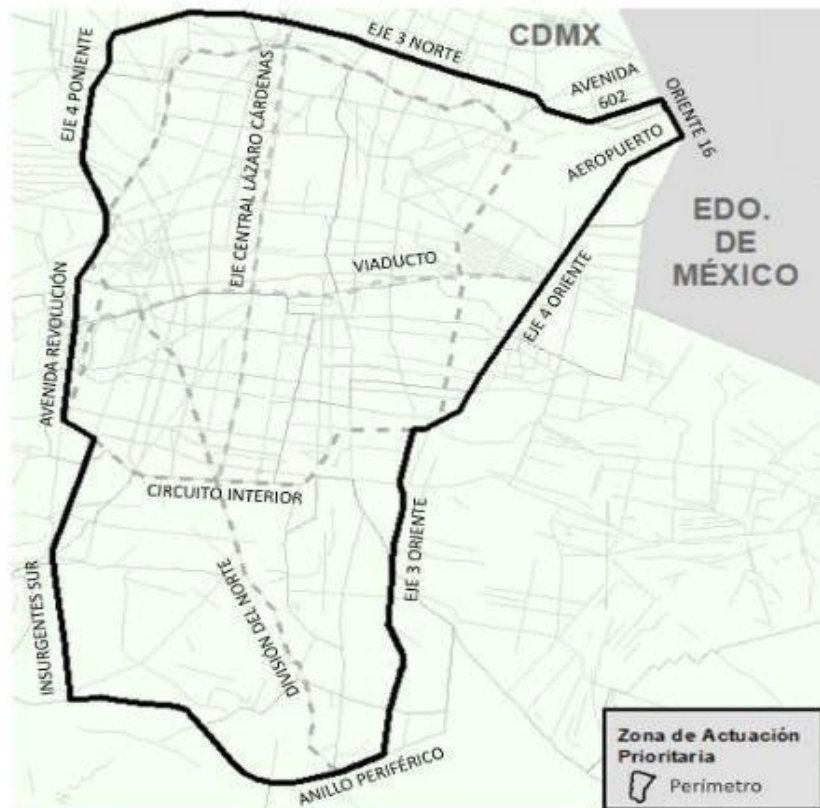 EJE 3 NORTE
CDMX
AVENIDA
602
ORIENTE 16
EJE 4 PONIENTE
EJE CENTRAL LÁZARO CÁRDENAS
AEROPUERTO
EDO.
DE
MÉXICO
VIADUCTO
EJE 4 ORIENTE
AVENIDA REVOLUCIÓN
CIRCUITO INTERIOR
EJE 3 ORIENTE
INSURGENTES SUR
DIVISIÓN DEL NORTE
ANILLO PERIFÉRICO
Zona de Actuación
Prioritaria
Perímetro